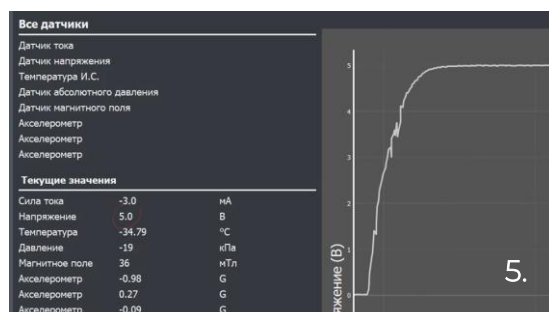 Все датчики
Датчик тока
Датчик напряжения
Температура И.С.
Датчик абсолютного давления
Датчик магнитного поля
Акселерометр
Акселерометр
Акселерометр
Текущие значения
Сила тока -3.0 мА
Напряжение 5.0 В
Температура -34.79 °C
Давление -19 кПа
Магнитное поле 36 мТл
Акселерометр -0.98 G
Акселерометр 0.27 G
Акселерометр -0.09 G
5
4
3
2
1
0
яжение (В)
5.